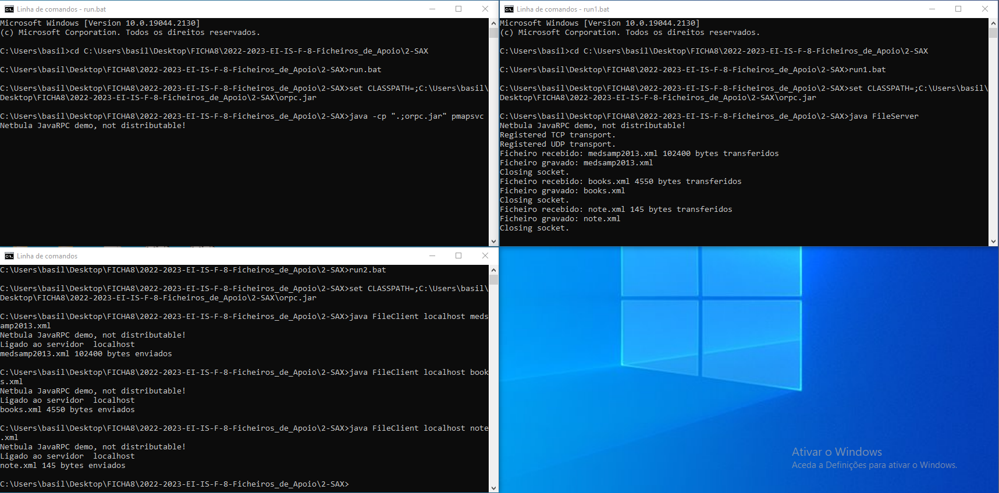 Linha de comandos - run.bat
Microsoft Windows [Version 10.0.19044.2130]
(c) Microsoft Corporation. Todos os direitos reservados.
C:\Users\basil>cd C:\Users\basil\Desktop\FICHA8\2022-2023-EI-IS-F-8-Ficheiros_de_Apoio\2-SAX
C:\Users\basil\Desktop\FICHA8\2022-2023-EI-IS-F-8-Ficheiros_de_Apoio\2-SAX>run.bat
C:\Users\basil\Desktop\FICHA8\2022-2023-EI-IS-F-8-Ficheiros_de_Apoio\2-SAX>set CLASSPATH=;C:\Users\basil\
Desktop\FICHA8\2022-2023-EI-IS-F-8-Ficheiros_de_Apoio\2-SAX\orpc.jar
C:\Users\basil\Desktop\FICHA8\2022-2023-EI-IS-F-8-Ficheiros_de_Apoio\2-SAX>java -cp ".;orpc.jar" pmapsvc
Netbula JavaRPC demo, not distributable!
Linha de comandos - run1.bat
Microsoft Windows [Version 10.0.19044.2130]
(c) Microsoft Corporation. Todos os direitos reservados.
C:\Users\basil>cd C:\Users\basil\Desktop\FICHA8\2022-2023-EI-IS-F-8-Ficheiros_de_Apoio\2-SAX
C:\Users\basil\Desktop\FICHA8\2022-2023-EI-IS-F-8-Ficheiros_de_Apoio\2-SAX>run1.bat
C:\Users\basil\Desktop\FICHA8\2022-2023-EI-IS-F-8-Ficheiros_de_Apoio\2-SAX>set CLASSPATH=;C:\Users\basil\
Desktop\FICHA8\2022-2023-EI-IS-F-8-Ficheiros_de_Apoio\2-SAX\orpc.jar
C:\Users\basil\Desktop\FICHA8\2022-2023-EI-IS-F-8-Ficheiros_de_Apoio\2-SAX>java FileServer
Netbula JavaRPC demo, not distributable!
Registered TCP transport.
Registered UDP transport.
Ficheiro recebido: medsamp2013.xml 102400 bytes transferidos
Ficheiro gravado: medsamp2013.xml
Closing socket.
Ficheiro recebido: books.xml 4550 bytes transferidos
Ficheiro gravado: books.xml
Closing socket.
Ficheiro recebido: note.xml 145 bytes transferidos
Ficheiro gravado: note.xml
Closing socket.
Linha de comandos
C:\Users\basil\Desktop\FICHA8\2022-2023-EI-IS-F-8-Ficheiros_de_Apoio\2-SAX>run2.bat
C:\Users\basil\Desktop\FICHA8\2022-2023-EI-IS-F-8-Ficheiros_de_Apoio\2-SAX>set CLASSPATH=;C:\Users\basil\
Desktop\FICHA8\2022-2023-EI-IS-F-8-Ficheiros_de_Apoio\2-SAX\orpc.jar
C:\Users\basil\Desktop\FICHA8\2022-2023-EI-IS-F-8-Ficheiros_de_Apoio\2-SAX>java FileClient localhost meds
amp2013.xml
Netbula JavaRPC demo, not distributable!
Ligado ao servidor  localhost
medsamp2013.xml 102400 bytes enviados
C:\Users\basil\Desktop\FICHA8\2022-2023-EI-IS-F-8-Ficheiros_de_Apoio\2-SAX>java FileClient localhost book
s.xml
Netbula JavaRPC demo, not distributable!
Ligado ao servidor  localhost
books.xml 4550 bytes enviados
C:\Users\basil\Desktop\FICHA8\2022-2023-EI-IS-F-8-Ficheiros_de_Apoio\2-SAX>java FileClient localhost note
.xml
Netbula JavaRPC demo, not distributable!
Ligado ao servidor  localhost
note.xml 145 bytes enviados
C:\Users\basil\Desktop\FICHA8\2022-2023-EI-IS-F-8-Ficheiros_de_Apoio\2-SAX>
Ativar o Windows
Aceda a Definições para ativar o Windows.